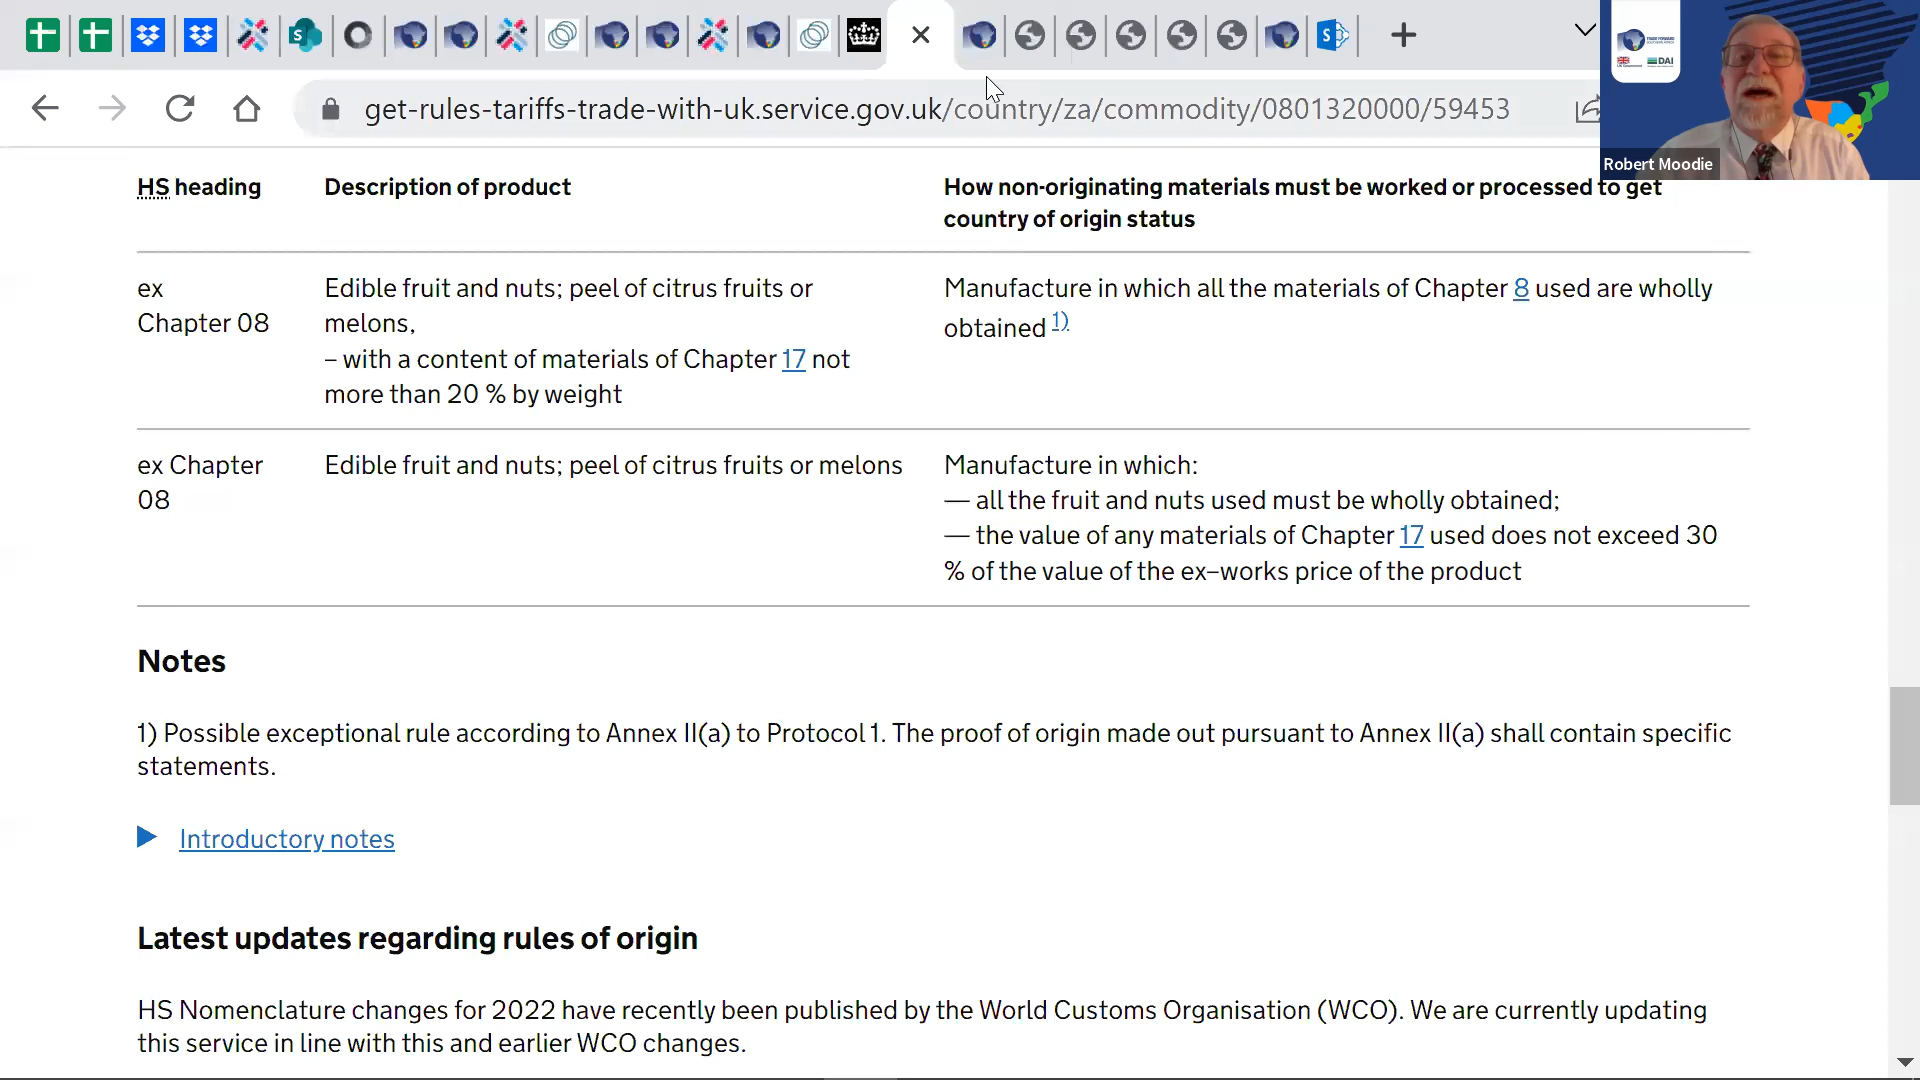 get-rules-tariffs-trade-with-uk.service.gov.uk/country/za/commodity/0801320000/59453
DAI
Robert Moodie
HS heading
Description of product
How non-originating materials must be worked or processed to get
country of origin status
ex
Chapter 08
Edible fruit and nuts; peel of citrus fruits or
melons,
– with a content of materials of Chapter 17 not
more than 20 % by weight
Manufacture in which all the materials of Chapter 8 used are wholly
obtained 1)
ex Chapter
08
Edible fruit and nuts; peel of citrus fruits or melons
Manufacture in which:
— all the fruit and nuts used must be wholly obtained;
— the value of any materials of Chapter 17 used does not exceed 30
% of the value of the ex–works price of the product
Notes
1) Possible exceptional rule according to Annex II(a) to Protocol 1. The proof of origin made out pursuant to Annex II(a) shall contain specific
statements.
Introductory notes
Latest updates regarding rules of origin
HS Nomenclature changes for 2022 have recently been published by the World Customs Organisation (WCO). We are currently updating
this service in line with this and earlier WCO changes.